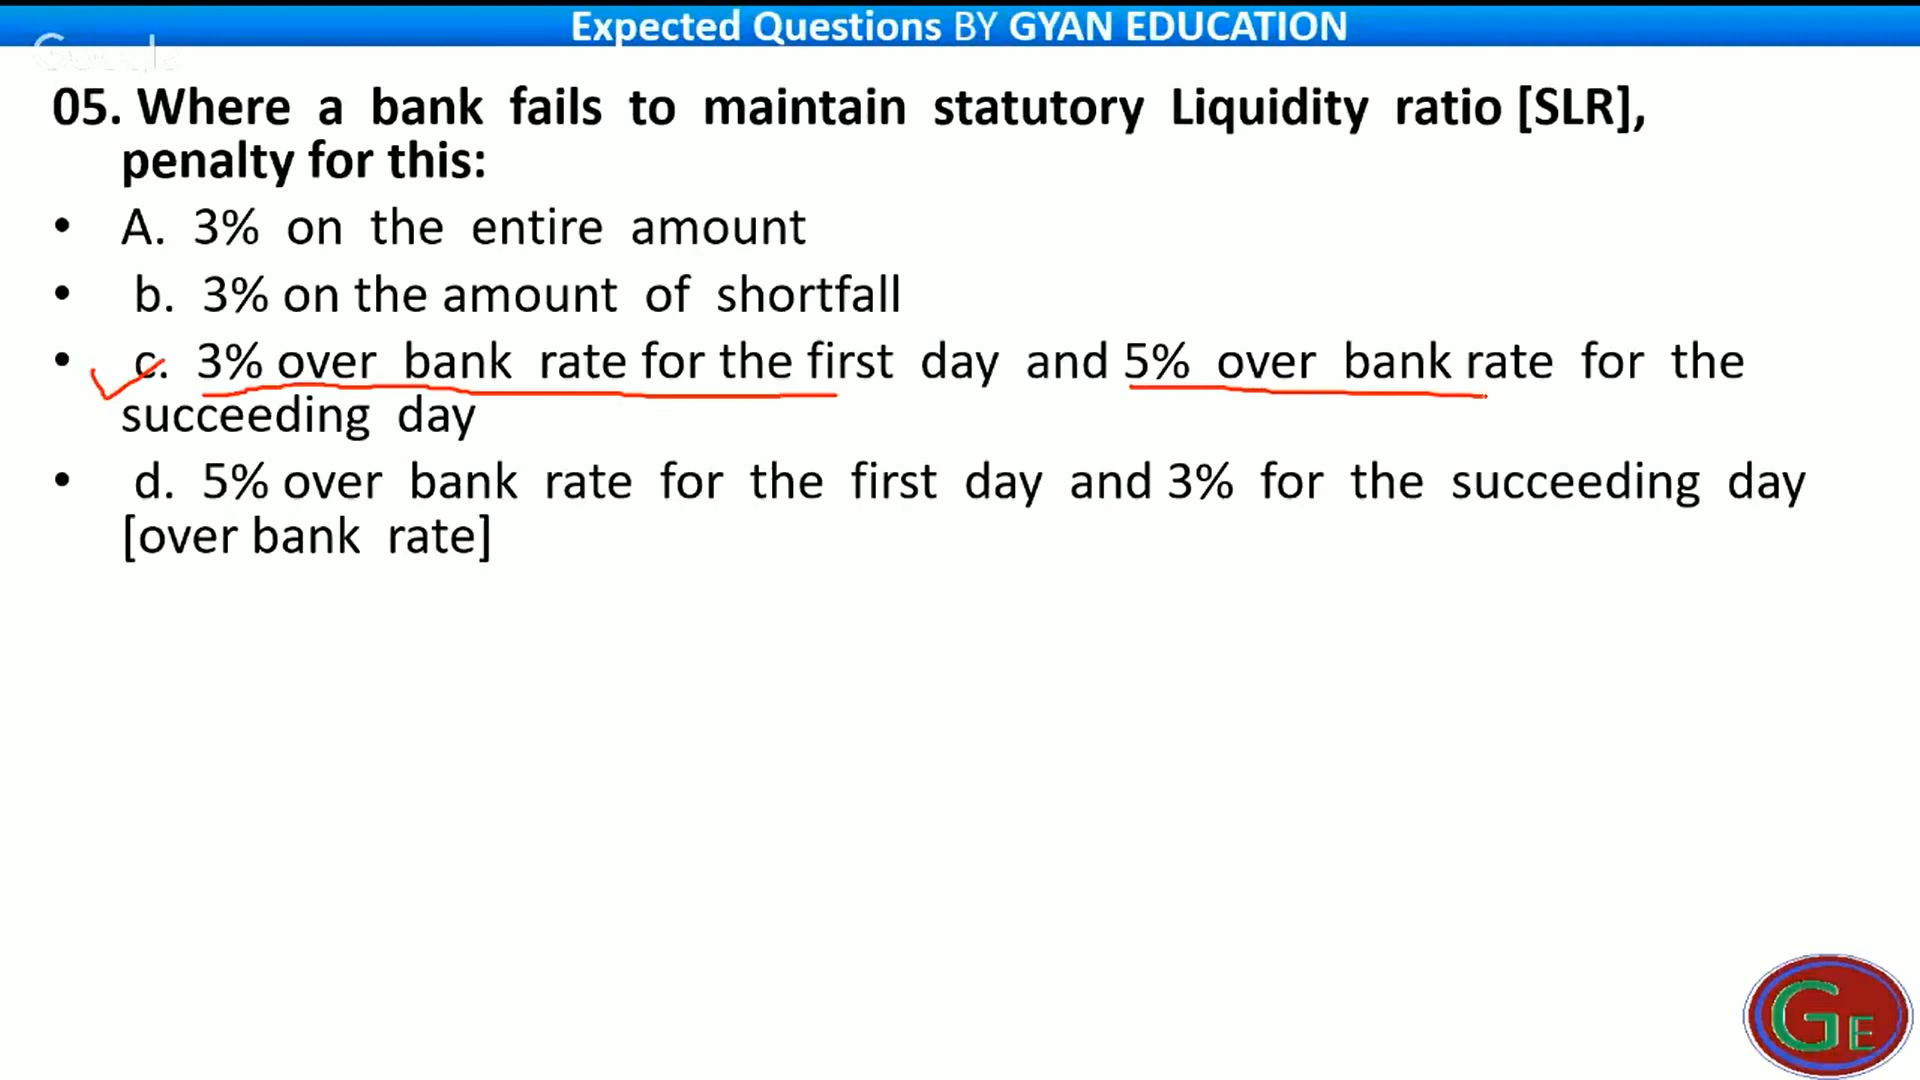 Expected Questions BY GYAN EDUCATION
Google
05. Where a bank fails to maintain statutory Liquidity ratio [SLR],
penalty for this:
• A. 3% on the entire amount
• b. 3% on the amount of shortfall
• c. 3% over bank rate for the first day and 5% over bank rate for the
succeeding day
• d. 5% over bank rate for the first day and 3% for the succeeding day
[over bank rate]
GE